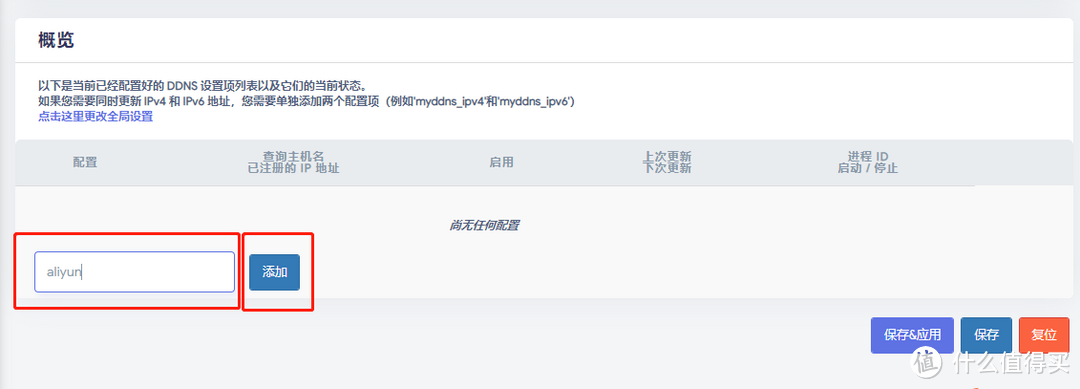 概览
以下是当前已经配置好的 DDNS 设置项列表以及它们的当前状态。
如果您需要同时更新 IPv4 和 IPv6 地址，您需要单独添加两个配置项（例如'myddns_ipv4'和'myddns_ipv6'）
点击这里更改全局设置
配置
查询主机名
已注册的 IP 地址
启用
上次更新
下次更新
进程 ID
启动 / 停止
尚无任何配置
aliyun
添加
保存&应用
保存
复位
值 什么值得买